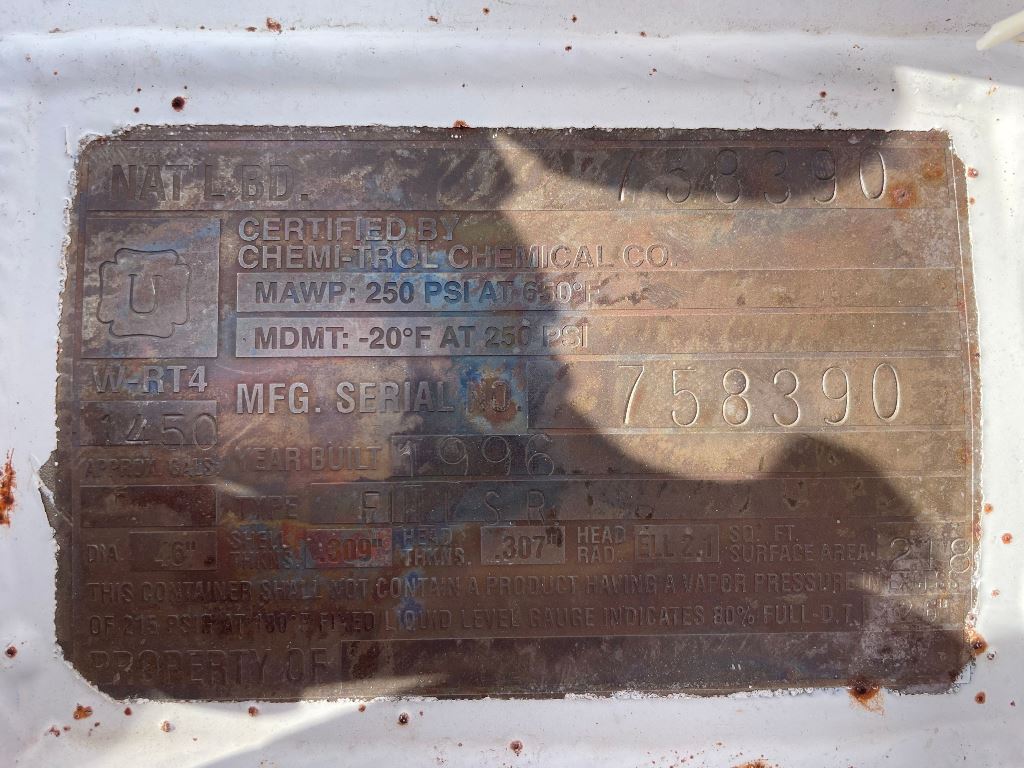 NAT'L BD. 758390
CERTIFIED BY
CHEMI-TROL CHEMICAL CO.
U
MAWP: 250 PSI AT 650°F
MDMT: -20°F AT 250 PSI
W-RT4
MFG. SERIAL NO. 758390
1450
APPROX. GALS. YEAR BUILT 1996
TYPE
DIA 46" SHELL THKNS. .309" HEAD THKNS. .307" HEAD RAD. ELL 2.1 SQ. FT. SURFACE AREA 218
THIS CONTAINER SHALL NOT CONTAIN A PRODUCT HAVING A VAPOR PRESSURE IN EXCESS
OF 215 PSIG AT 100°F FIXED LIQUID LEVEL GAUGE INDICATES 80% FULL-D.T.
PROPERTY OF